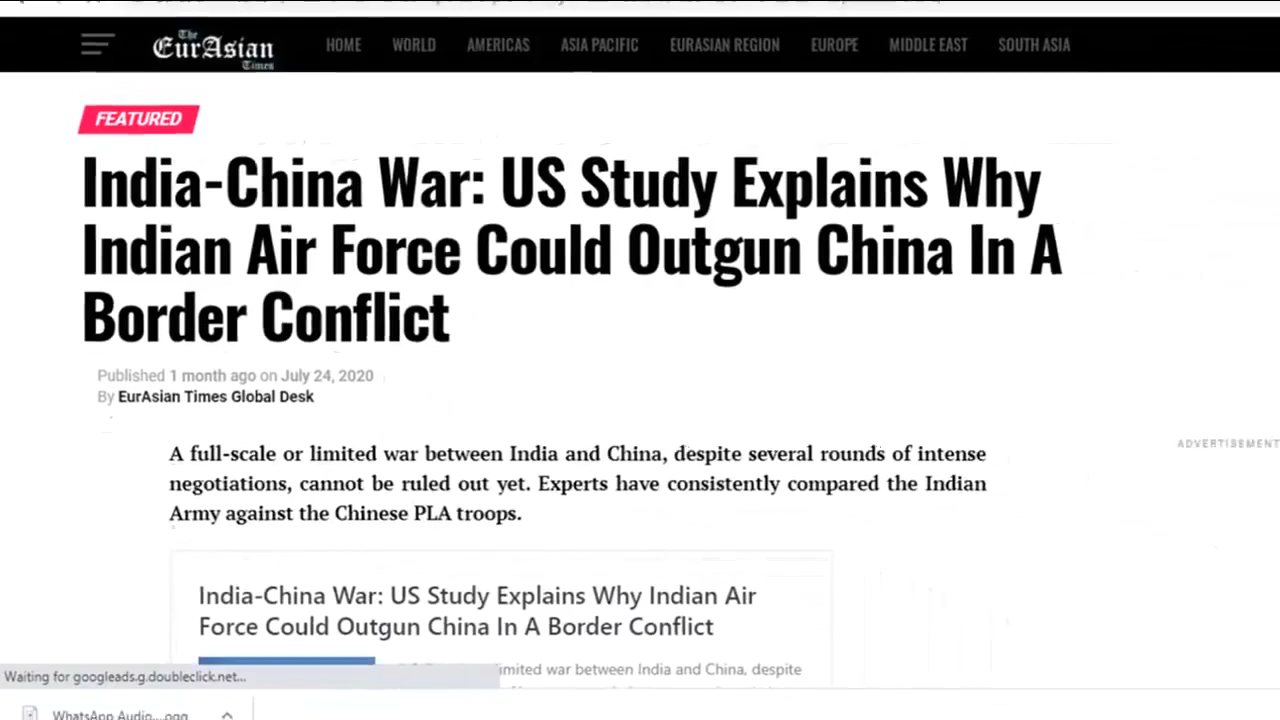 The
EurAsian
Times
HOME WORLD AMERICAS ASIA PACIFIC EURASIAN REGION EUROPE MIDDLE EAST SOUTH ASIA
FEATURED
India-China War: US Study Explains Why
Indian Air Force Could Outgun China In A
Border Conflict
Published 1 month ago on July 24, 2020
By EurAsian Times Global Desk
ADVERTISEMENT
A full-scale or limited war between India and China, despite several rounds of intense
negotiations, cannot be ruled out yet. Experts have consistently compared the Indian
Army against the Chinese PLA troops.
India-China War: US Study Explains Why Indian Air
Force Could Outgun China In A Border Conflict
limited war between India and China, despite
Waiting for googleads.g.doubleclick.net...
WhatsApp Audio....ogg